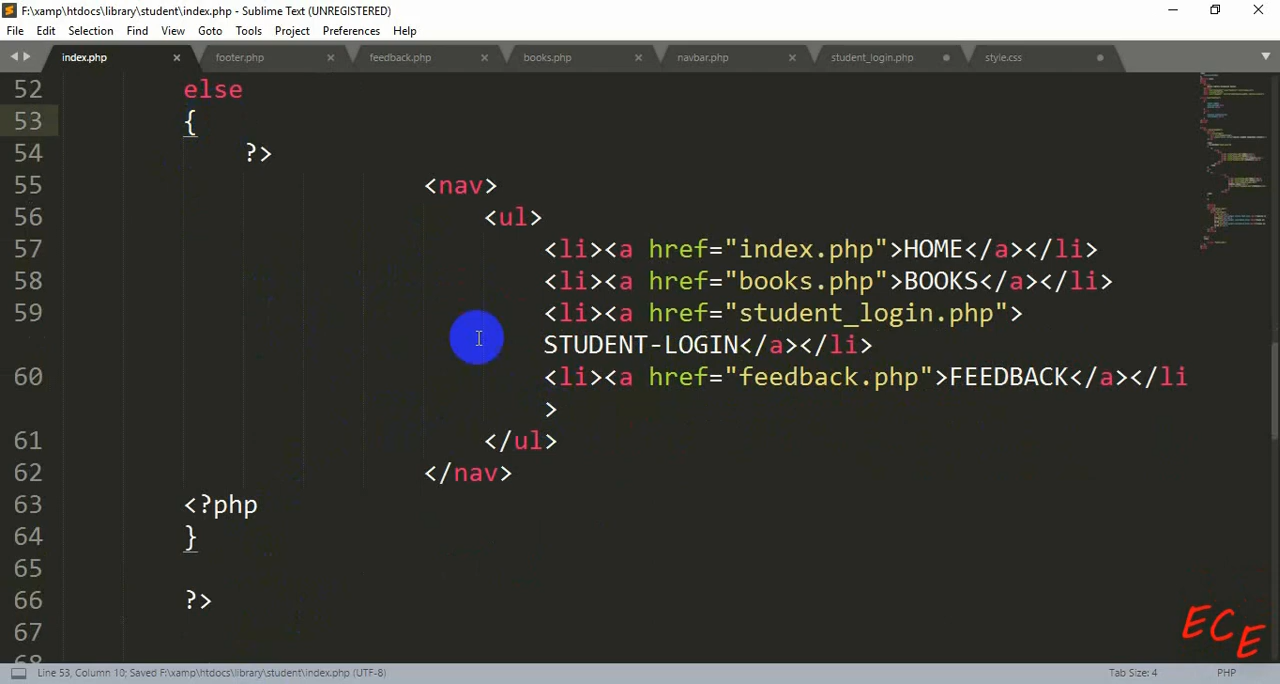 F:\xamp\htdocs\library\student\index.php - Sublime Text (UNREGISTERED)
File Edit Selection Find View Goto Tools Project Preferences Help
index.php footer.php feedback.php books.php navbar.php student_login.php style.css
52 else
53 {
54 ?>
55 <nav>
56 <ul>
57 <li><a href="index.php">HOME</a></li>
58 <li><a href="books.php">BOOKS</a></li>
59 <li><a href="student_login.php">
STUDENT-LOGIN</a></li>
60 <li><a href="feedback.php">FEEDBACK</a></li
>
61 </ul>
62 </nav>
63 <?php
64 }
65
66 ?>
67
68
ECE
Line 53, Column 10; Saved F:\xamp\htdocs\library\student\index.php (UTF-8) Tab Size: 4 PHP